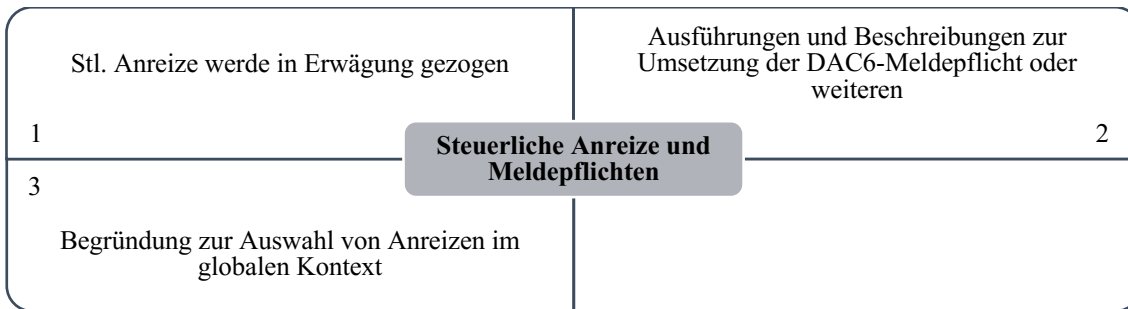 Stl. Anreize werde in Erwägung gezogen
1
Ausführungen und Beschreibungen zur
Umsetzung der DAC6-Meldepflicht oder
weiteren
2
Steuerliche Anreize und
Meldepflichten
3
Begründung zur Auswahl von Anreizen im
globalen Kontext